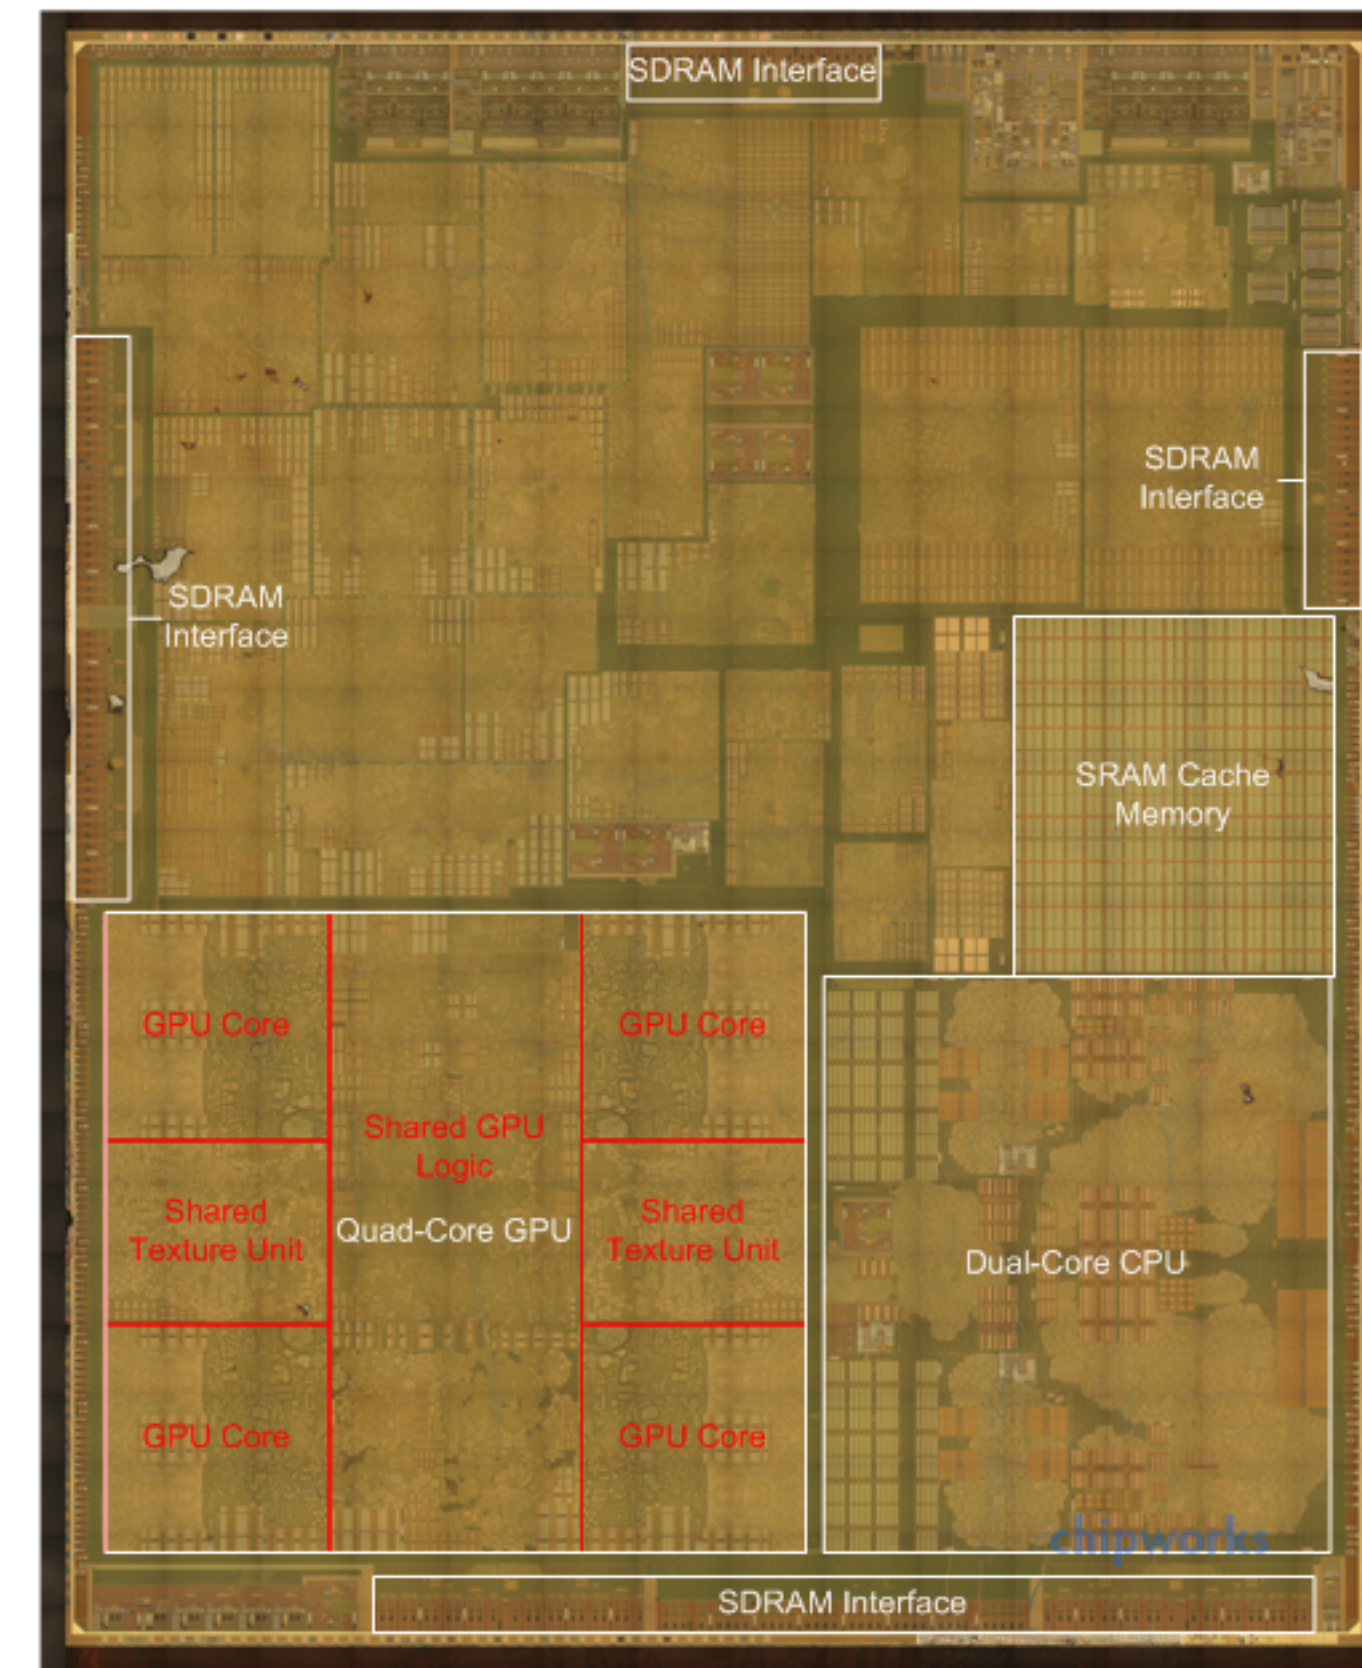 SDRAM Interface
SDRAM
Interface
SDRAM
Interface
SRAM Cache
Memory
GPU Core
GPU Core
Shared GPU
Logic
Shared
Texture Unit
Quad-Core GPU
Shared
Texture Unit
Dual-Core CPU
GPU Core
GPU Core
chipworks
SDRAM Interface